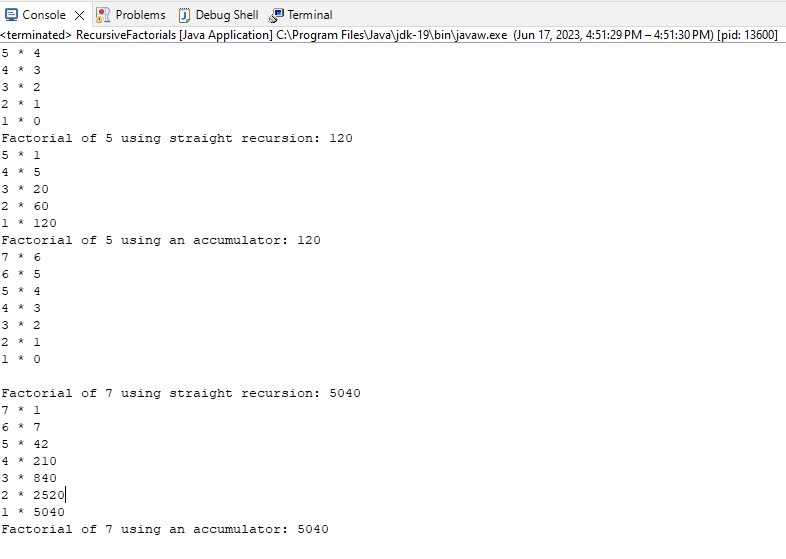 Console Problems Debug Shell Terminal
<terminated> RecursiveFactorials [Java Application] C:\Program Files\Java\jdk-19\bin\javaw.exe (Jun 17, 2023, 4:51:29 PM – 4:51:30 PM) [pid: 13600]
5 * 4
4 * 3
3 * 2
2 * 1
1 * 0
Factorial of 5 using straight recursion: 120
5 * 1
4 * 5
3 * 20
2 * 60
1 * 120
Factorial of 5 using an accumulator: 120
7 * 6
6 * 5
5 * 4
4 * 3
3 * 2
2 * 1
1 * 0

Factorial of 7 using straight recursion: 5040
7 * 1
6 * 7
5 * 42
4 * 210
3 * 840
2 * 2520
1 * 5040
Factorial of 7 using an accumulator: 5040